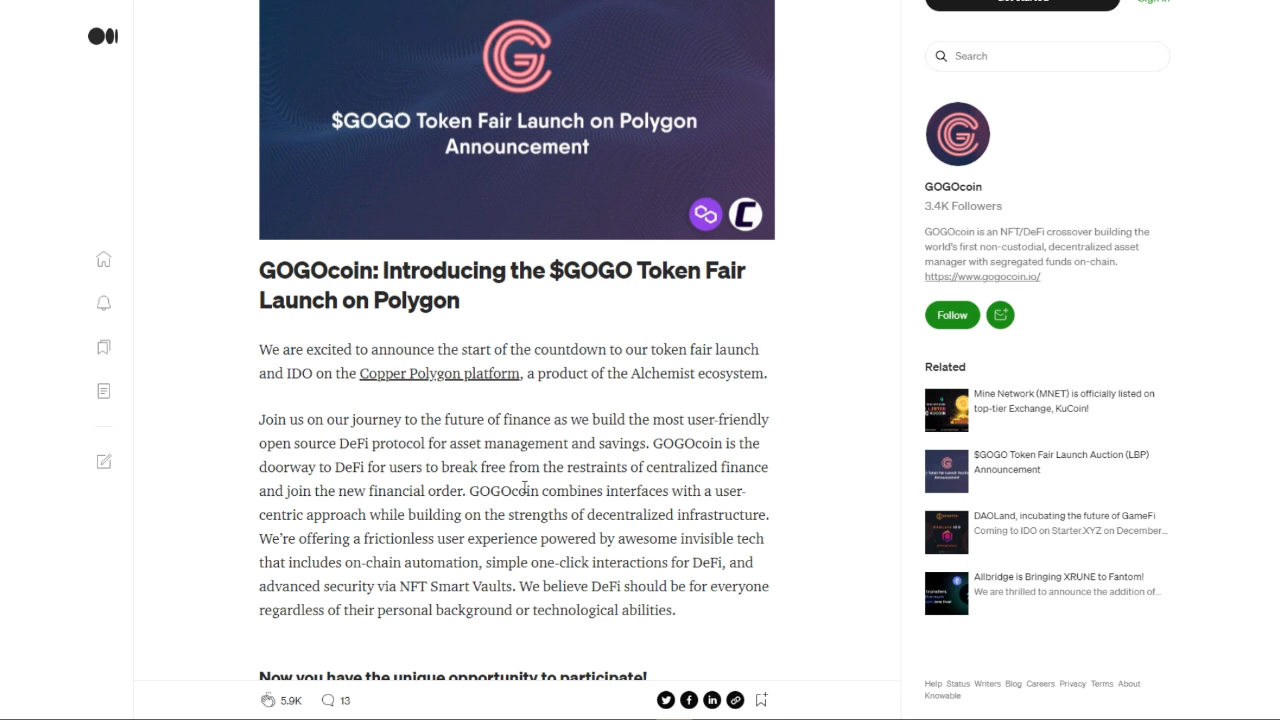 $GOGO Token Fair Launch on Polygon
Announcement
GOGOcoin: Introducing the $GOGO Token Fair
Launch on Polygon
We are excited to announce the start of the countdown to our token fair launch
and IDO on the Copper Polygon platform, a product of the Alchemist ecosystem.
Join us on our journey to the future of finance as we build the most user-friendly
open source DeFi protocol for asset management and savings. GOGOcoin is the
doorway to DeFi for users to break free from the restraints of centralized finance
and join the new financial order. GOGOcoin combines interfaces with a user-
centric approach while building on the strengths of decentralized infrastructure.
We're offering a frictionless user experience powered by awesome invisible tech
that includes on-chain automation, simple one-click interactions for DeFi, and
advanced security via NFT Smart Vaults. We believe DeFi should be for everyone
regardless of their personal background or technological abilities.
Now you have the unique opportunity to participate!
5.9K
13
Sign In
Search
GOGOcoin
3.4K Followers
GOGOcoin is an NFT/DeFi crossover building the
world's first non-custodial, decentralized asset
manager with segregated funds on-chain.
https://www.gogocoin.io/
Follow
Related
Mine Network (MNET) is officially listed on
top-tier Exchange, KuCoin!
$GOGO Token Fair Launch Auction (LBP)
Announcement
DAOLand, incubating the future of GameFi
Coming to IDO on Starter.XYZ on December...
Allbridge is Bringing XRUNE to Fantom!
We are thrilled to announce the addition of...
Help Status Writers Blog Careers Privacy Terms About
Knowable